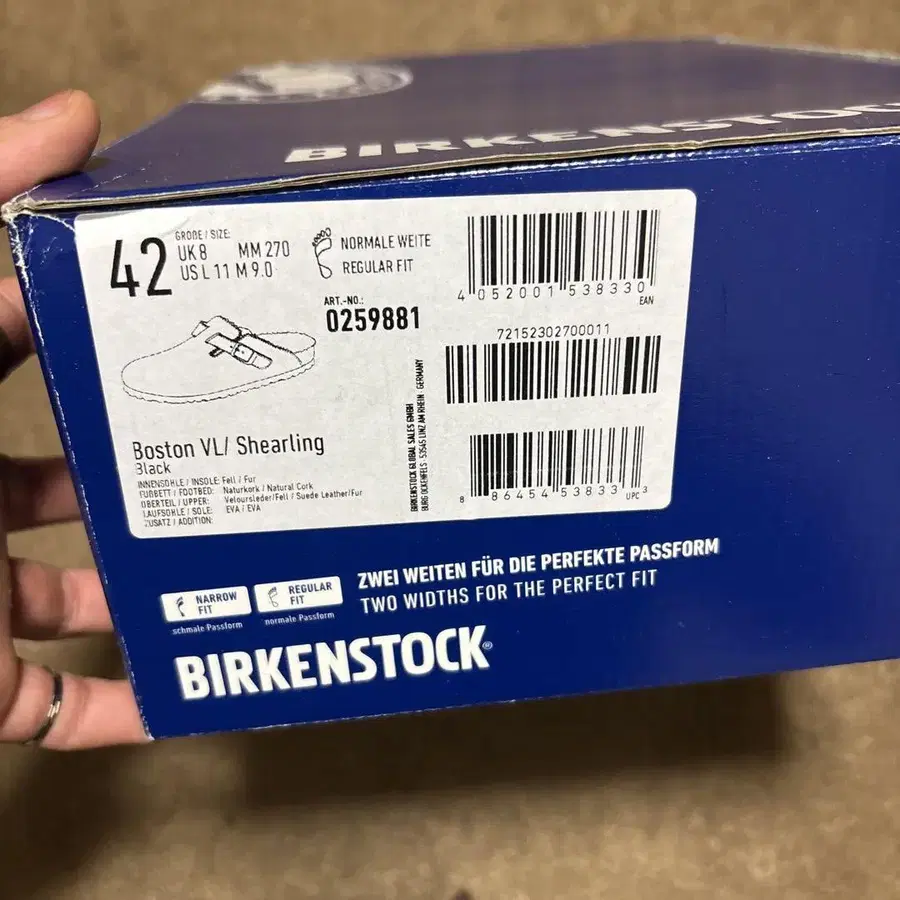 BIRKENSTOCK
42
GRÖßE / SIZE:
UK 8 MM 270
US L 11 M 9.0
NORMALE WEITE
REGULAR FIT
ART.-NO.:
0259881
4 052001 538330
EAN
72152302700011
8 86454 53833 3
UPC
BIRKENSTOCK GLOBAL SALES GMBH
BURG OCKENFELS · 53545 LINZ AM RHEIN · GERMANY
Boston VL/ Shearling
Black
INNENSOHLE / INSOLE: Fell / Fur
FUßBETT / FOOTBED: Naturkork / Natural Cork
OBERTEIL / UPPER: Veloursleder/Fell / Suede Leather/Fur
LAUFSOHLE / SOLE: EVA / EVA
ZUSATZ / ADDITION:
NARROW
FIT
schmale Passform
REGULAR
FIT
normale Passform
ZWEI WEITEN FÜR DIE PERFEKTE PASSFORM
TWO WIDTHS FOR THE PERFECT FIT
BIRKENSTOCK®